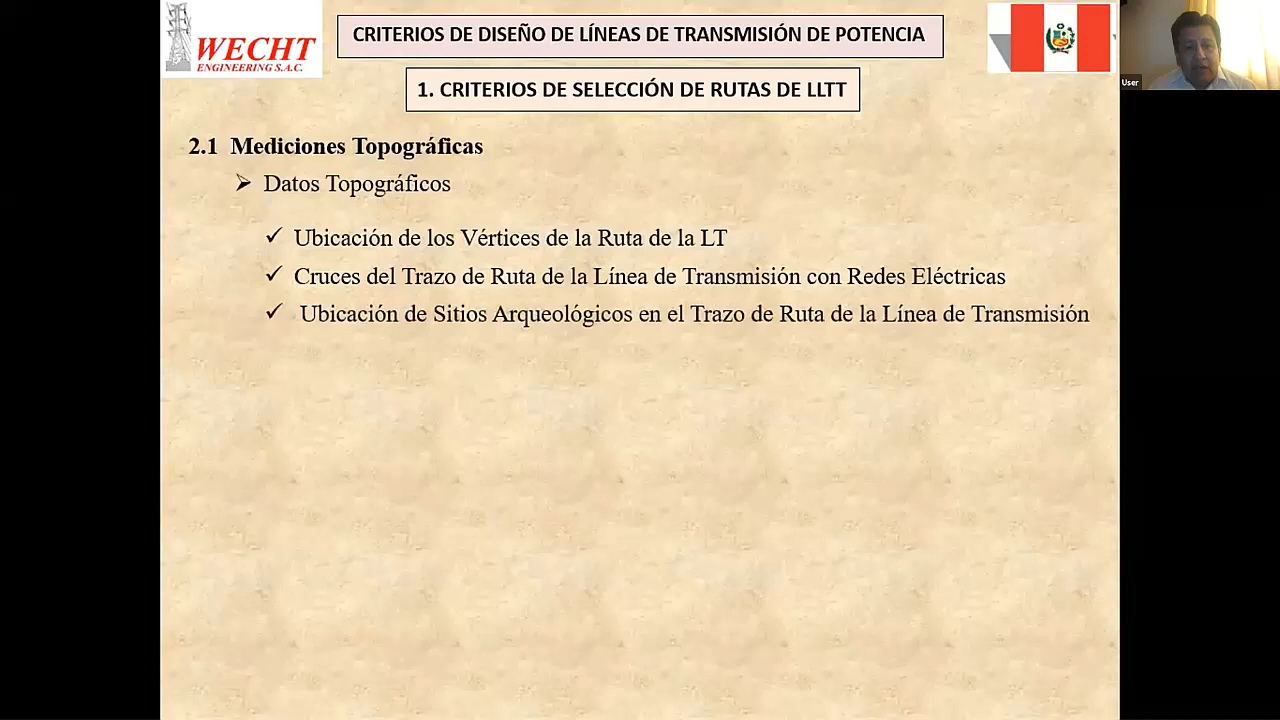 WECHT
ENGINEERING S.A.C.
CRITERIOS DE DISEÑO DE LÍNEAS DE TRANSMISIÓN DE POTENCIA
1. CRITERIOS DE SELECCIÓN DE RUTAS DE LLTT
User
2.1 Mediciones Topográficas
Datos Topográficos
Ubicación de los Vértices de la Ruta de la LT
Cruces del Trazo de Ruta de la Línea de Transmisión con Redes Eléctricas
Ubicación de Sitios Arqueológicos en el Trazo de Ruta de la Línea de Transmisión